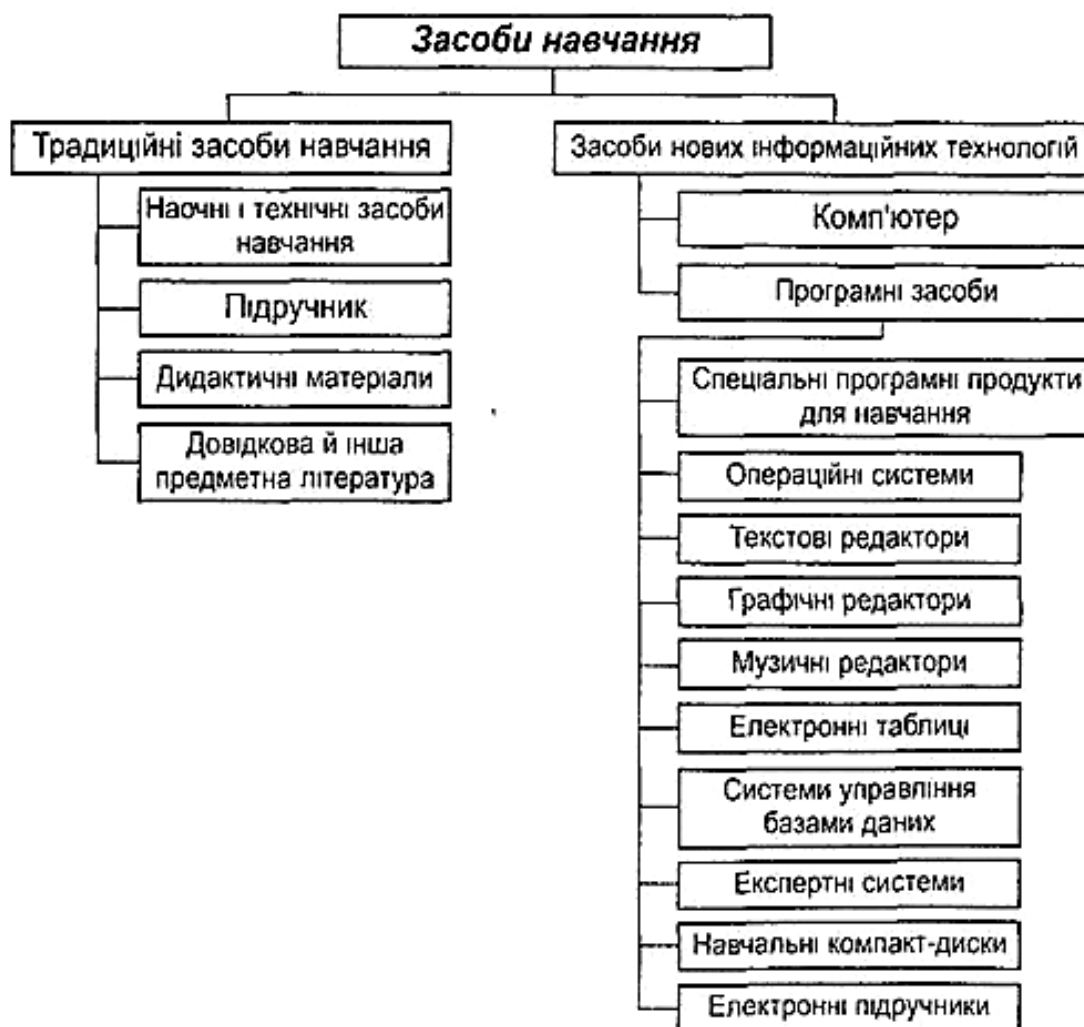 Засоби навчання
Традиційні засоби навчання
Наочні і технічні засоби
навчання
Підручник
Дидактичні матеріали
Довідкова й інша
предметна література
Засоби нових інформаційних технологій
Комп'ютер
Програмні засоби
Спеціальні програмні продукти
для навчання
Операційні системи
Текстові редактори
Графічні редактори
Музичні редактори
Електронні таблиці
Системи управління
базами даних
Експертні системи
Навчальні компакт-диски
Електронні підручники